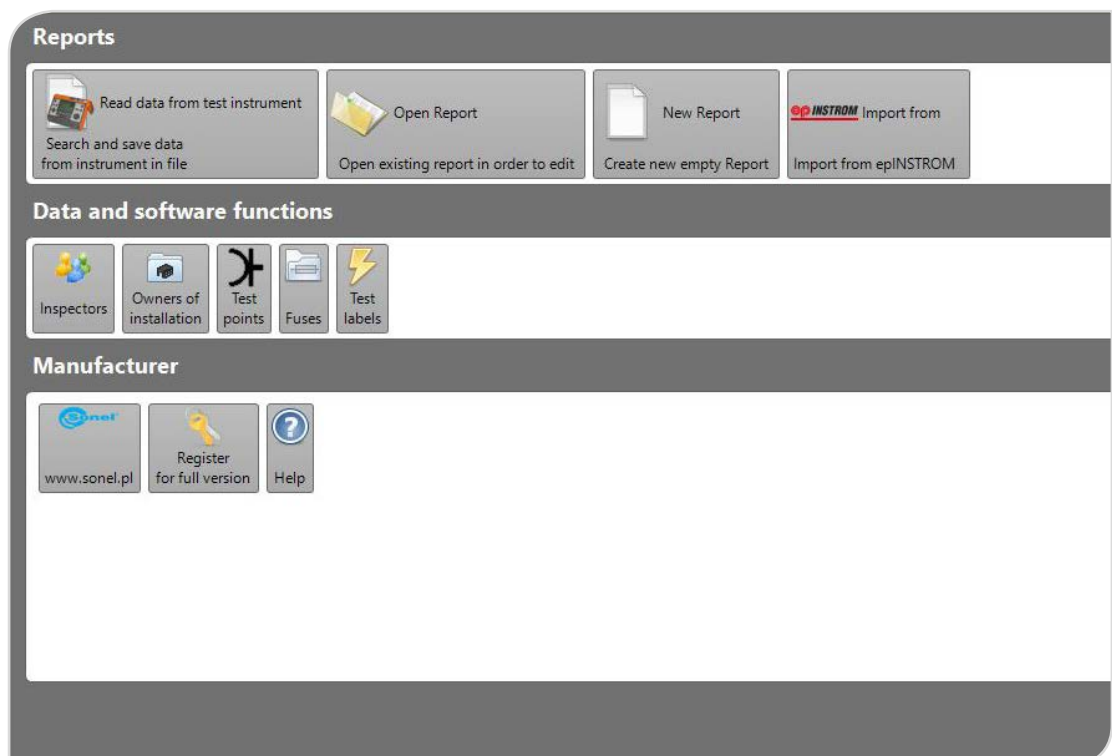 Reports
Read data from test instrument
Search and save data
from instrument in file
Open Report
Open existing report in order to edit
New Report
Create new empty Report
ep INSTROM Import from
Import from epINSTROM
Data and software functions
Inspectors
Owners of
installation
Test
points
Fuses
Test
labels
Manufacturer
Sonel
www.sonel.pl
Register
for full version
?
Help